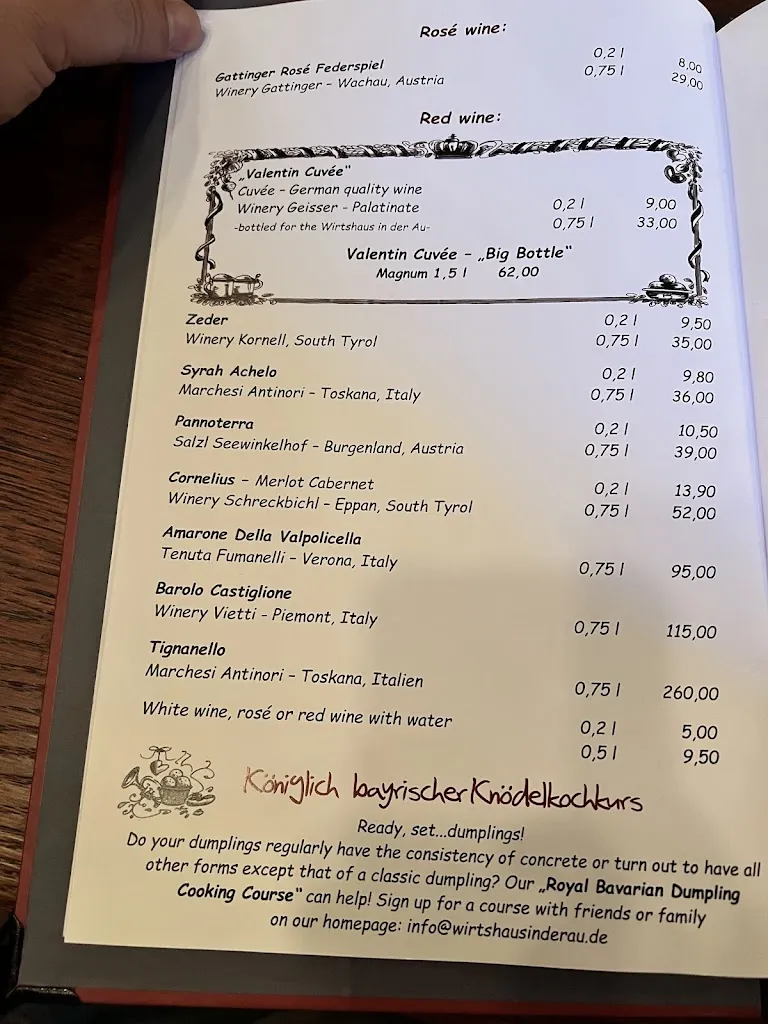 Rosé wine:
Gattinger Rosé Federspiel 0,2 l 8,00
Winery Gattinger – Wachau, Austria 0,75 l 29,00
Red wine:
„Valentin Cuvée"
Cuvée – German quality wine
Winery Geisser - Palatinate 0,2 l 9,00
-bottled for the Wirtshaus in der Au- 0,75 l 33,00
Valentin Cuvée – „Big Bottle"
Magnum 1,5 l 62,00
Zeder 0,2 l 9,50
Winery Kornell, South Tyrol 0,75 l 35,00
Syrah Achelo 0,2 l 9,80
Marchesi Antinori – Toskana, Italy 0,75 l 36,00
Pannoterra 0,2 l 10,50
Salzl Seewinkelhof – Burgenland, Austria 0,75 l 39,00
Cornelius – Merlot Cabernet 0,2 l 13,90
Winery Schreckbichl – Eppan, South Tyrol 0,75 l 52,00
Amarone Della Valpolicella
Tenuta Fumanelli – Verona, Italy 0,75 l 95,00
Barolo Castiglione
Winery Vietti - Piemont, Italy 0,75 l 115,00
Tignanello
Marchesi Antinori – Toskana, Italien 0,75 l 260,00
White wine, rosé or red wine with water 0,2 l 5,00
0,5 l 9,50
Königlich bayrischer Knödelkochkurs
Ready, set...dumplings!
Do your dumplings regularly have the consistency of concrete or turn out to have all
other forms except that of a classic dumpling? Our „Royal Bavarian Dumpling
Cooking Course" can help! Sign up for a course with friends or family
on our homepage: info@wirtshausinderau.de